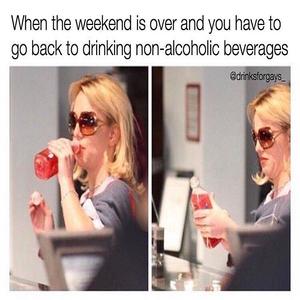 When the weekend is over and you have to
go back to drinking non-alcoholic beverages
@drinksforgays_